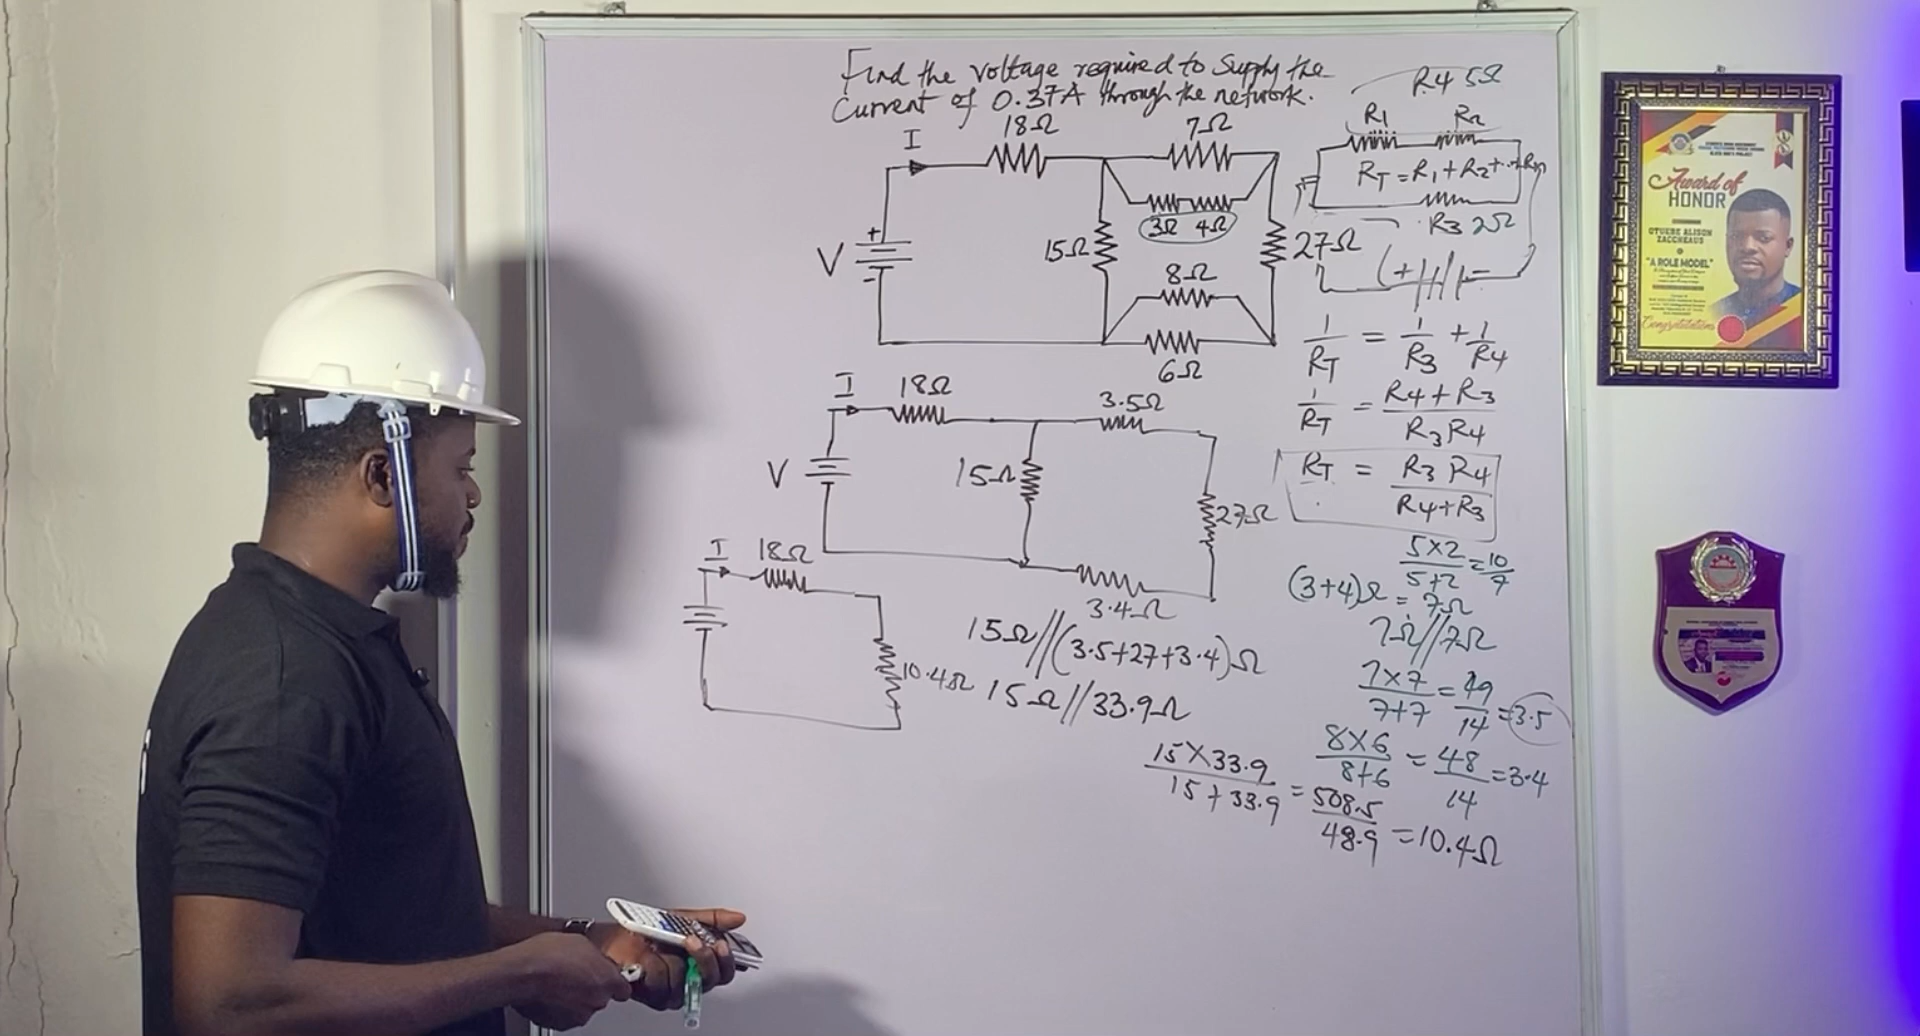 Find the voltage required to supply the
current of 0.37A through the network.
I
18Ω
7Ω
3Ω 4Ω
15Ω
27Ω
8Ω
6Ω
V
+
-
R4 5Ω
R1
R2
RT = R1 + R2 + ... + Rn
R3 2Ω
+
-
1/RT = 1/R3 + 1/R4
1/RT = R4 + R3 / R3R4
RT = R3 R4 / R4 + R3
5×2 / 5+2 = 10/7
(3+4)Ω = 7Ω
7Ω//7Ω
7×7 / 7+7 = 49/14 = 3.5
8×6 / 8+6 = 48/14 = 3.4
I
18Ω
3.5Ω
V
15Ω
27Ω
3.4Ω
15Ω//(3.5+27+3.4)Ω
15Ω//33.9Ω
15×33.9 / 15+33.9 = 508.5/48.9 = 10.4Ω
I
18Ω
10.4Ω
Award of
HONOR
OTUEBE ALISON
ZACCHEAUS
"A ROLE MODEL"
Congratulations